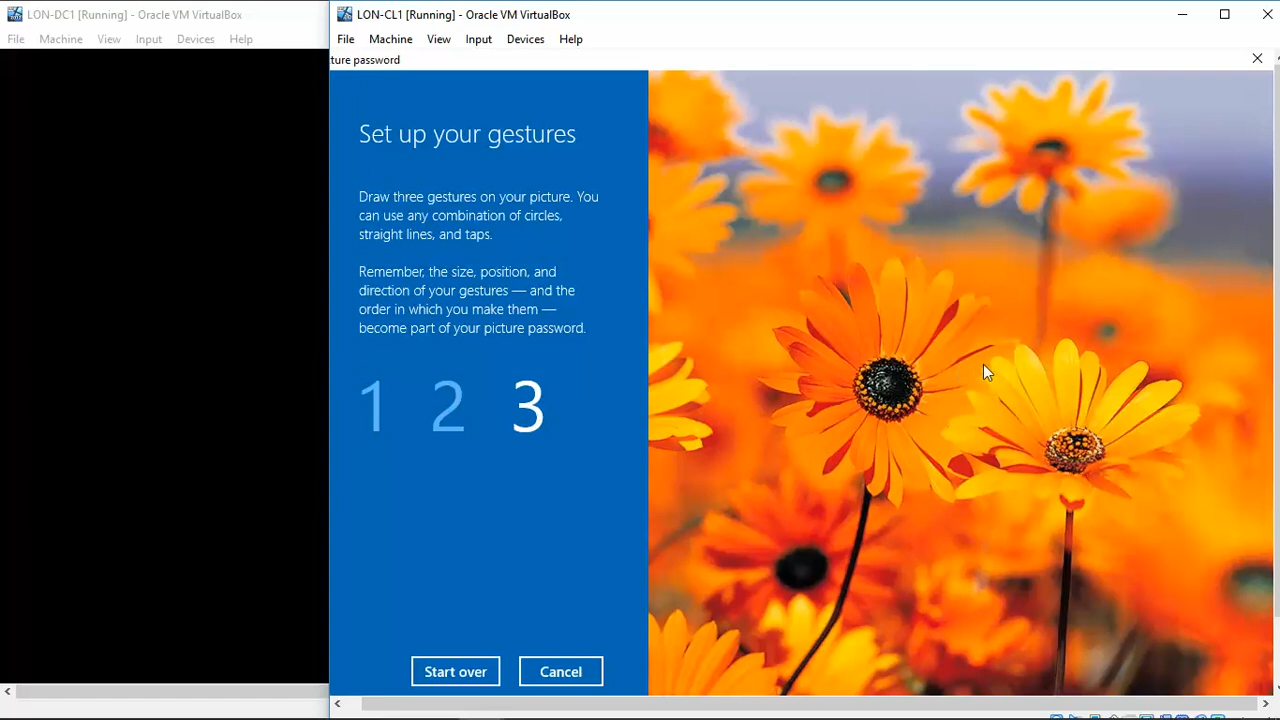 LON-DC1 [Running] - Oracle VM VirtualBox
File Machine View Input Devices Help
LON-CL1 [Running] - Oracle VM VirtualBox
File Machine View Input Devices Help
ture password
Set up your gestures
Draw three gestures on your picture. You
can use any combination of circles,
straight lines, and taps.
Remember, the size, position, and
direction of your gestures — and the
order in which you make them —
become part of your picture password.
1 2 3
Start over Cancel